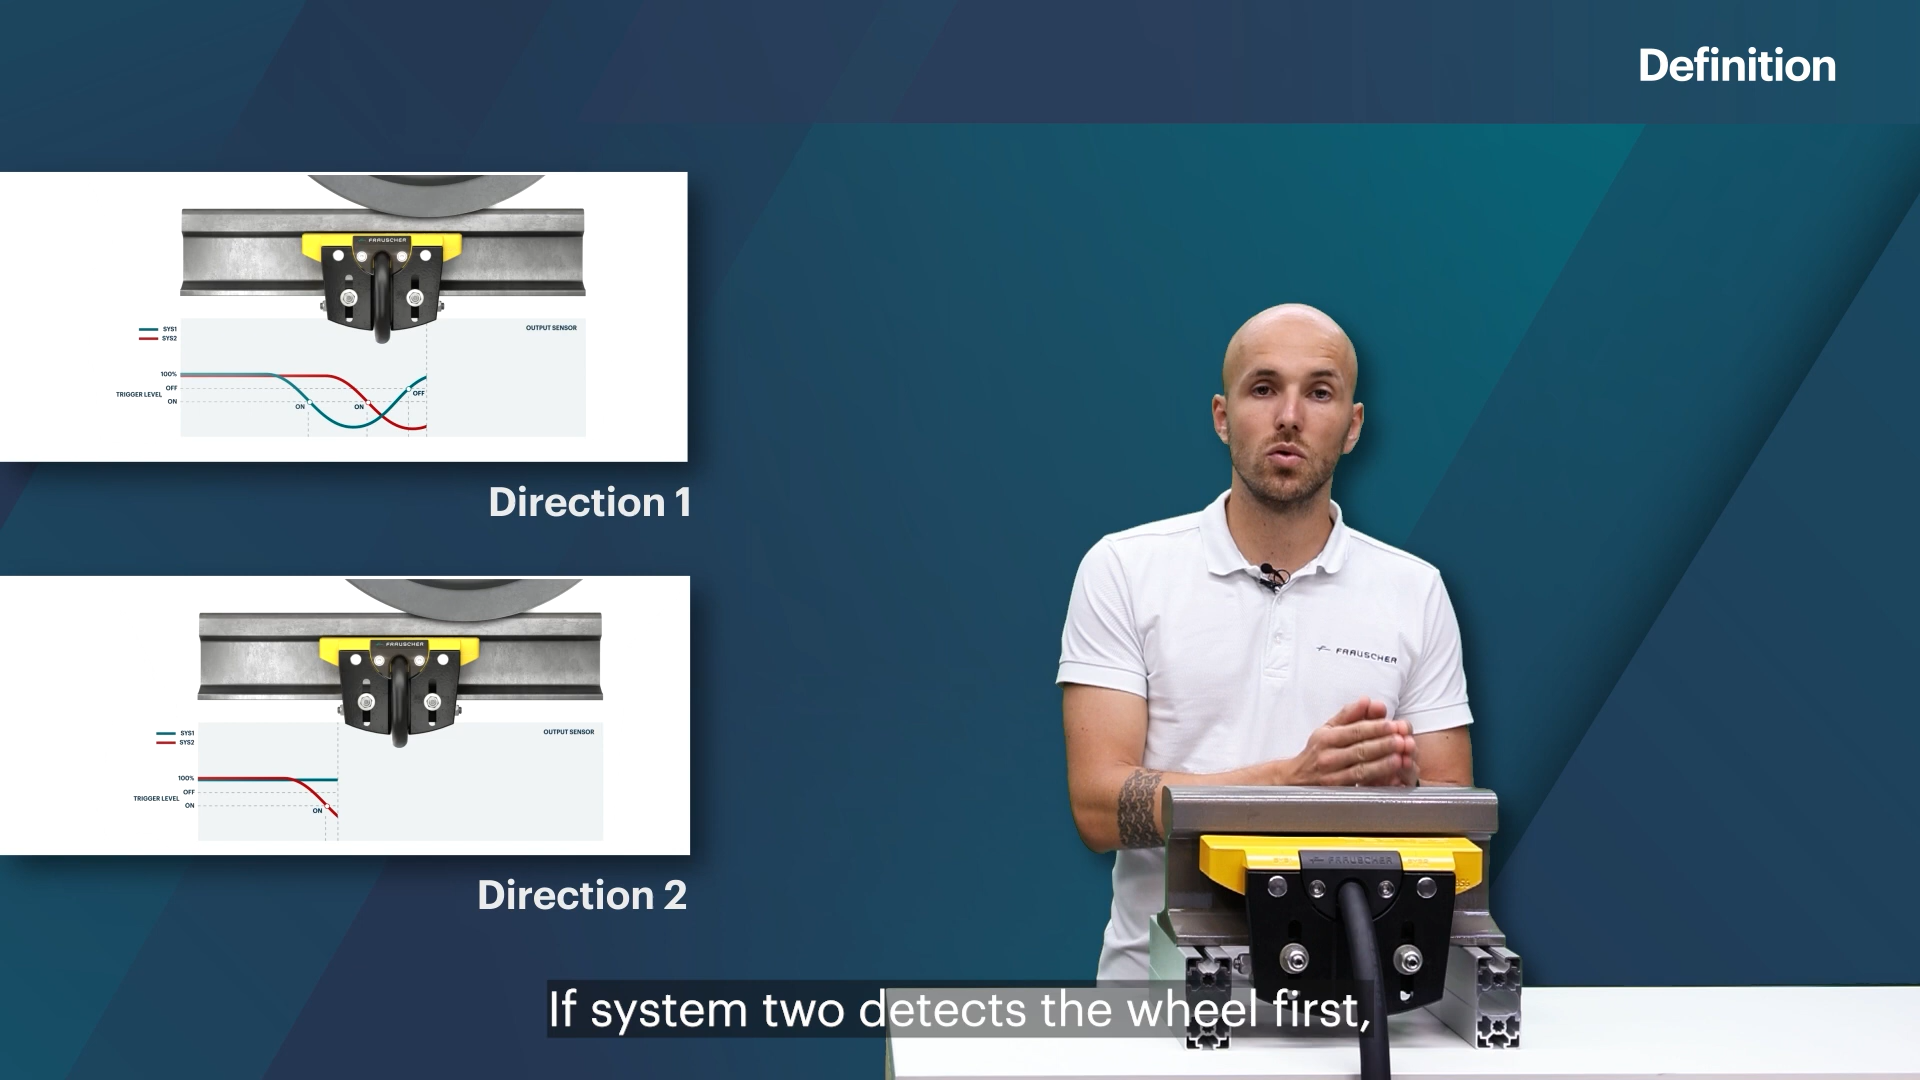 Definition
FRAUSCHER
SYS1
SYS2
OUTPUT SENSOR
100%
OFF
TRIGGER LEVEL
ON
ON
ON
OFF
Direction 1
FRAUSCHER
SYS1
SYS2
OUTPUT SENSOR
100%
OFF
TRIGGER LEVEL
ON
ON
Direction 2
FRAUSCHER
FRAUSCHER
If system two detects the wheel first,